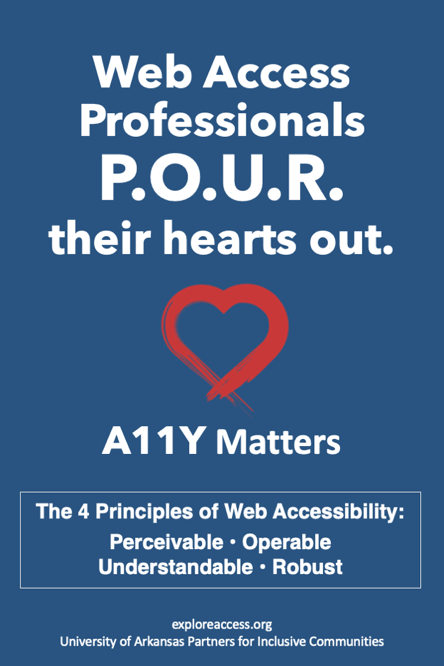 Web Access
Professionals
P.O.U.R.
their hearts out.
A11Y Matters
The 4 Principles of Web Accessibility:
Perceivable • Operable
Understandable • Robust
exploreaccess.org
University of Arkansas Partners for Inclusive Communities